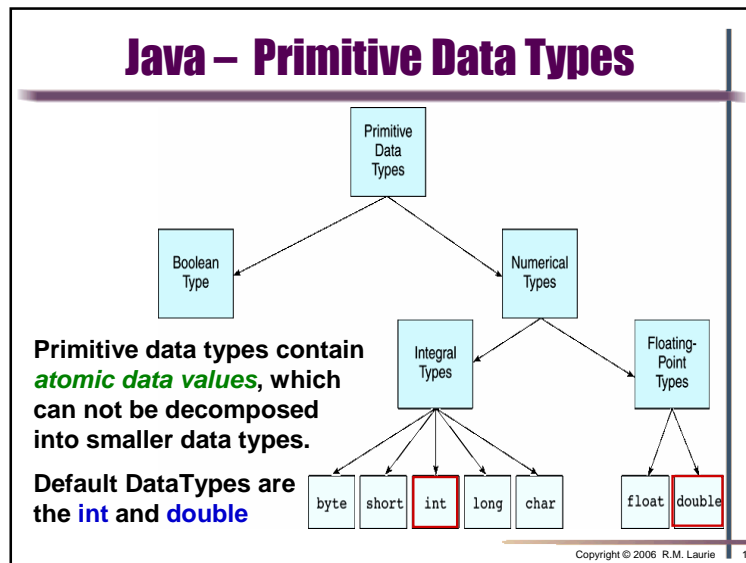 Java – Primitive Data Types
Primitive
Data
Types
Boolean
Type
Numerical
Types
Primitive data types contain
atomic data values, which
can not be decomposed
into smaller data types.
Integral
Types
Floating-
Point
Types
Default DataTypes are
the int and double
byte short int long char float double
Copyright © 2006 R.M. Laurie 1